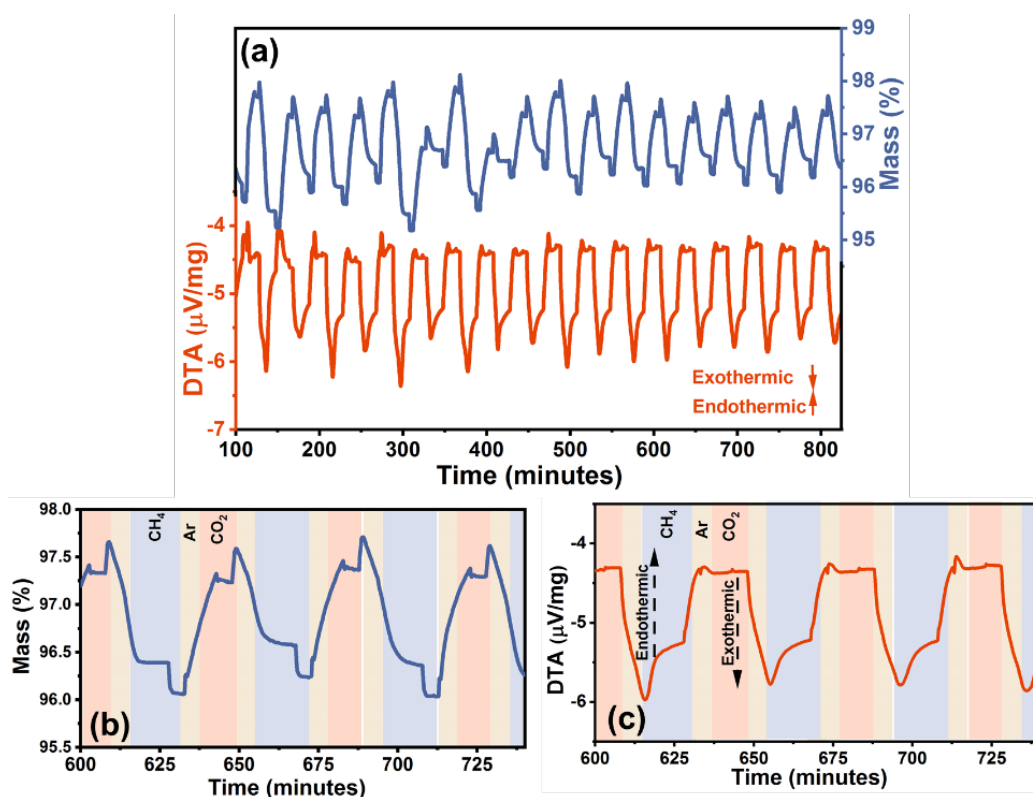 (a)
99
98
97
96
95
Mass (%)
-4
-5
-6
-7
DTA (μV/mg)
Exothermic
Endothermic
100 200 300 400 500 600 700 800
Time (minutes)
98.0
97.5
97.0
96.5
96.0
95.5
Mass (%)
CH4
Ar
CO2
(b)
600 625 650 675 700 725
Time (minutes)
-4
-5
-6
DTA (μV/mg)
CH4
Ar
CO2
Endothermic
Exothermic
(c)
600 625 650 675 700 725
Time (minutes)